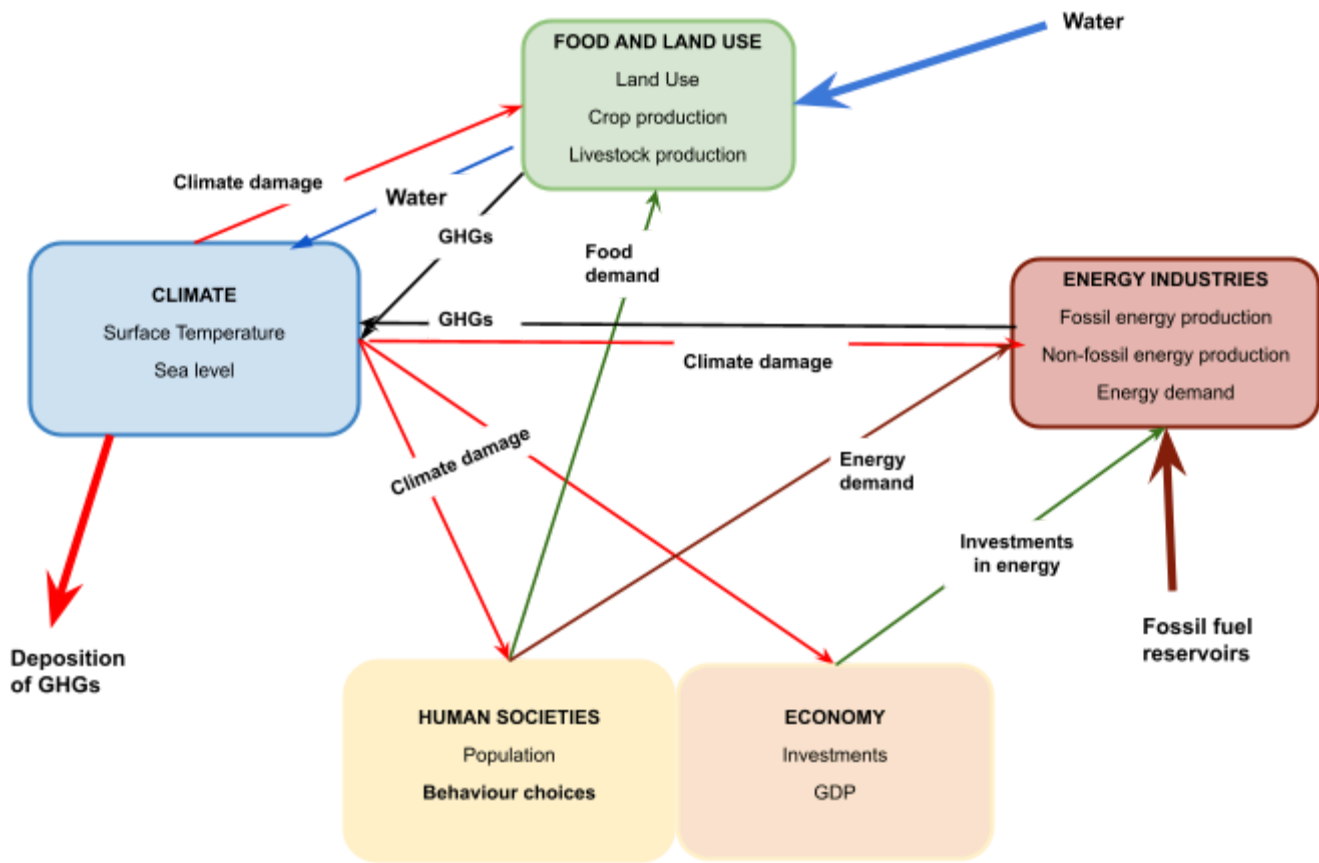 Water
FOOD AND LAND USE
Land Use
Crop production
Livestock production
Climate damage
Water
GHGs
Food
demand
CLIMATE
Surface Temperature
Sea level
GHGs
Climate damage
ENERGY INDUSTRIES
Fossil energy production
Non-fossil energy production
Energy demand
Climate damage
Energy
demand
Investments
in energy
Fossil fuel
reservoirs
Deposition
of GHGs
HUMAN SOCIETIES
Population
Behaviour choices
ECONOMY
Investments
GDP